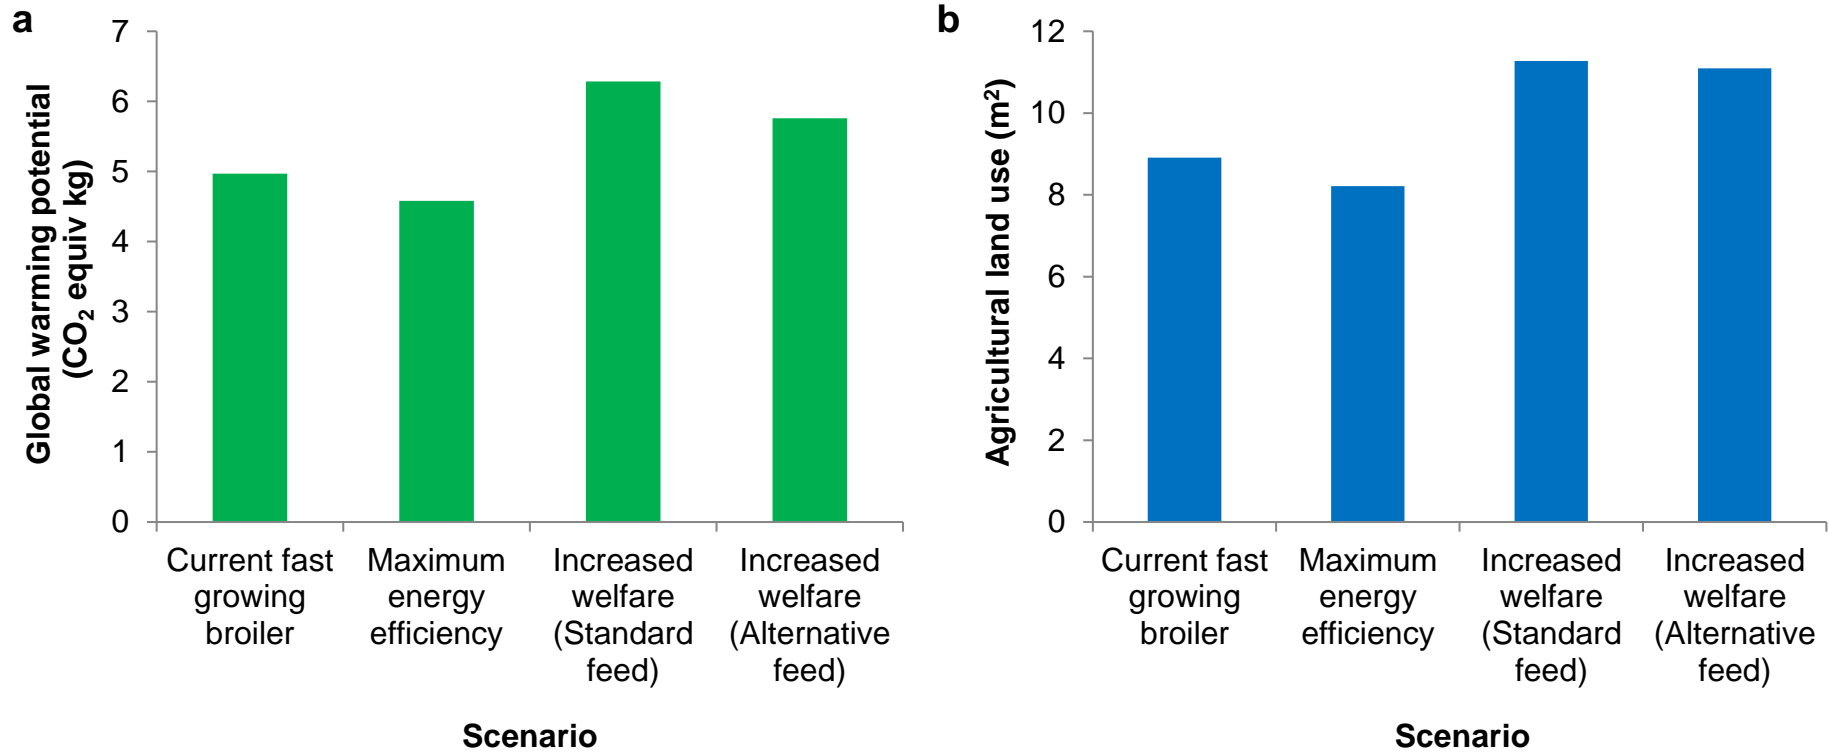 a
7
6
5
4
3
2
1
0
Global warming potential
(CO₂ equiv kg)
Current fast
growing
broiler
Maximum
energy
efficiency
Increased
welfare
(Standard
feed)
Increased
welfare
(Alternative
feed)
Scenario
b
12
10
8
6
4
2
0
Agricultural land use (m²)
Current fast
growing
broiler
Maximum
energy
efficiency
Increased
welfare
(Standard
feed)
Increased
welfare
(Alternative
feed)
Scenario